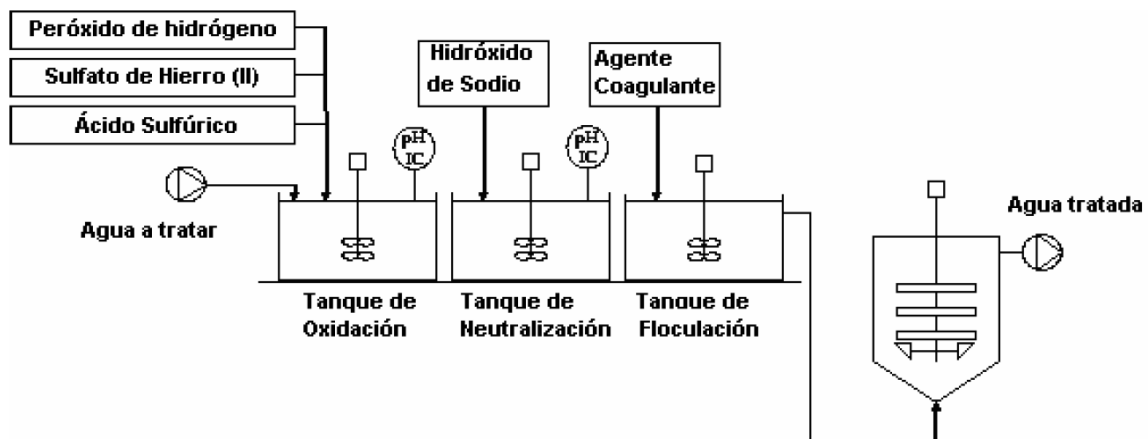 Peróxido de hidrógeno
Sulfato de Hierro (II)
Ácido Sulfúrico
Hidróxido
de Sodio
Agente
Coagulante
pH
IC
pH
IC
Agua a tratar
Agua tratada
Tanque de
Oxidación
Tanque de
Neutralización
Tanque de
Floculación